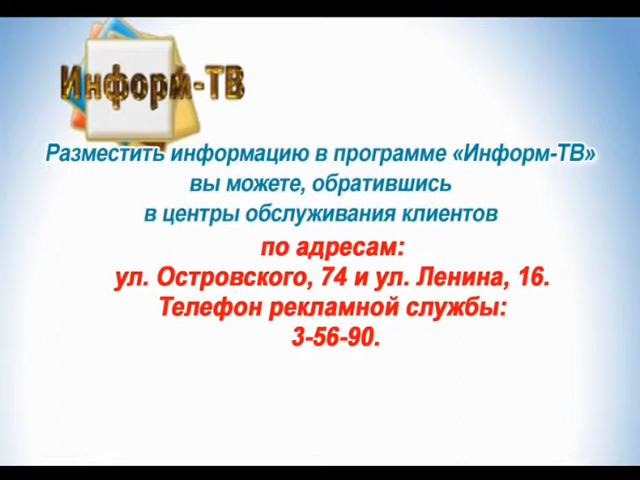 Информ-ТВ
Разместить информацию в программе «Информ-ТВ»
вы можете, обратившись
в центры обслуживания клиентов
по адресам:
ул. Островского, 74 и ул. Ленина, 16.
Телефон рекламной службы:
3-56-90.